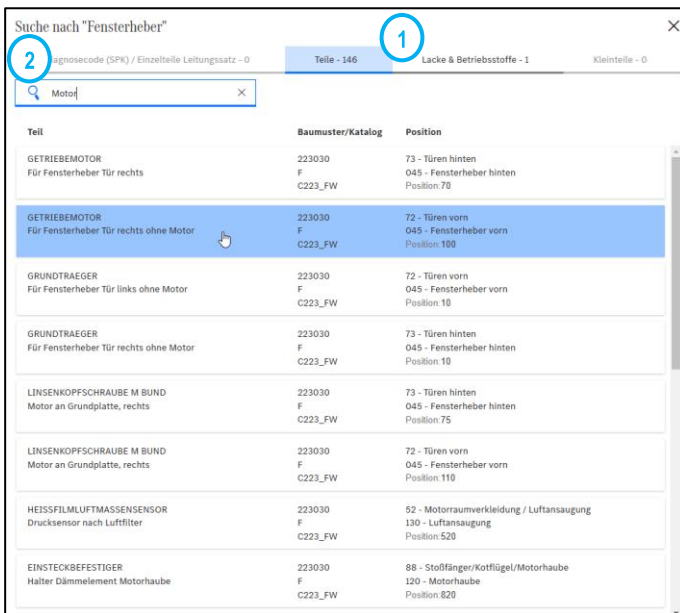 Suche nach "Fensterheber"
1
2
agnosecode (SPK) / Einzelteile Leitungssatz - 0 Teile - 146 Lacke & Betriebsstoffe - 1 Kleinteile - 0
Motor
Teil Baumuster/Katalog Position
GETRIEBEMOTOR 223030 73 - Türen hinten
Für Fensterheber Tür rechts F 045 - Fensterheber hinten
C223_FW Position:70
GETRIEBEMOTOR 223030 72 - Türen vorn
Für Fensterheber Tür rechts ohne Motor F 045 - Fensterheber vorn
C223_FW Position:100
GRUNDTRAEGER 223030 72 - Türen vorn
Für Fensterheber Tür links ohne Motor F 045 - Fensterheber vorn
C223_FW Position:10
GRUNDTRAEGER 223030 73 - Türen hinten
Für Fensterheber Tür rechts ohne Motor F 045 - Fensterheber hinten
C223_FW Position:10
LINSENKOPFSCHRAUBE M BUND 223030 73 - Türen hinten
Motor an Grundplatte, rechts F 045 - Fensterheber hinten
C223_FW Position:75
LINSENKOPFSCHRAUBE M BUND 223030 72 - Türen vorn
Motor an Grundplatte, rechts F 045 - Fensterheber vorn
C223_FW Position:110
HEISSFILMLUFTMASSENSENSOR 223030 52 - Motorraumverkleidung / Luftansaugung
Drucksensor nach Luftfilter F 130 - Luftansaugung
C223_FW Position:520
EINSTECKBEFESTIGER 223030 88 - Stoßfänger/Kotflügel/Motorhaube
Halter Dämmelement Motorhaube F 120 - Motorhaube
C223_FW Position:820